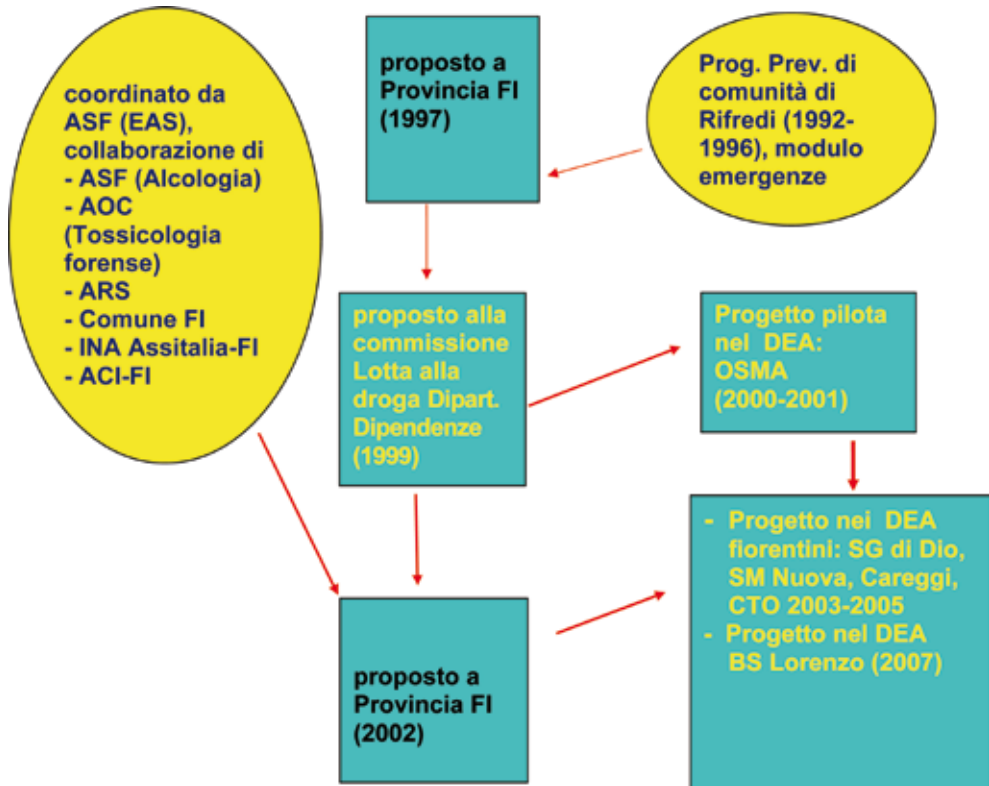 coordinato da
ASF (EAS),
collaborazione di
- ASF (Alcologia)
- AOC
(Tossicologia
forense)
- ARS
- Comune FI
- INA Assitalia-FI
- ACI-FI
proposto a
Provincia FI
(1997)
Prog. Prev. di
comunità di
Rifredi (1992-
1996), modulo
emergenze
proposto alla
commissione
Lotta alla
droga Dipart.
Dipendenze
(1999)
Progetto pilota
nel DEA:
OSMA
(2000-2001)
proposto a
Provincia FI
(2002)
- Progetto nei DEA
fiorentini: SG di Dio,
SM Nuova, Careggi,
CTO 2003-2005
- Progetto nel DEA
BS Lorenzo (2007)